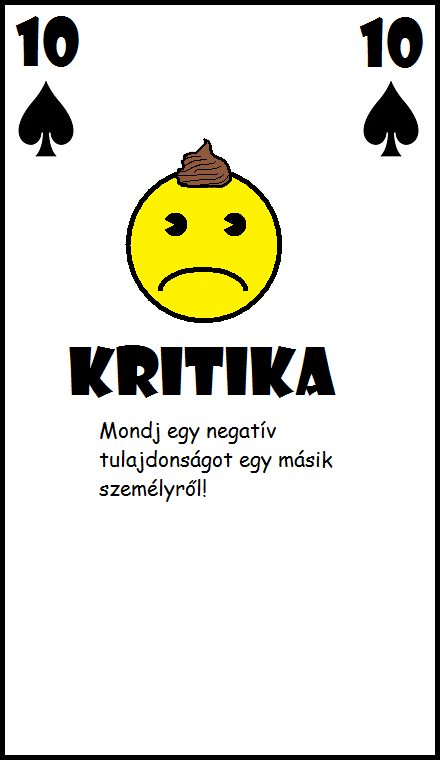 10 10
KRITIKA
Mondj egy negatív
tulajdonságot egy másik
személyről!